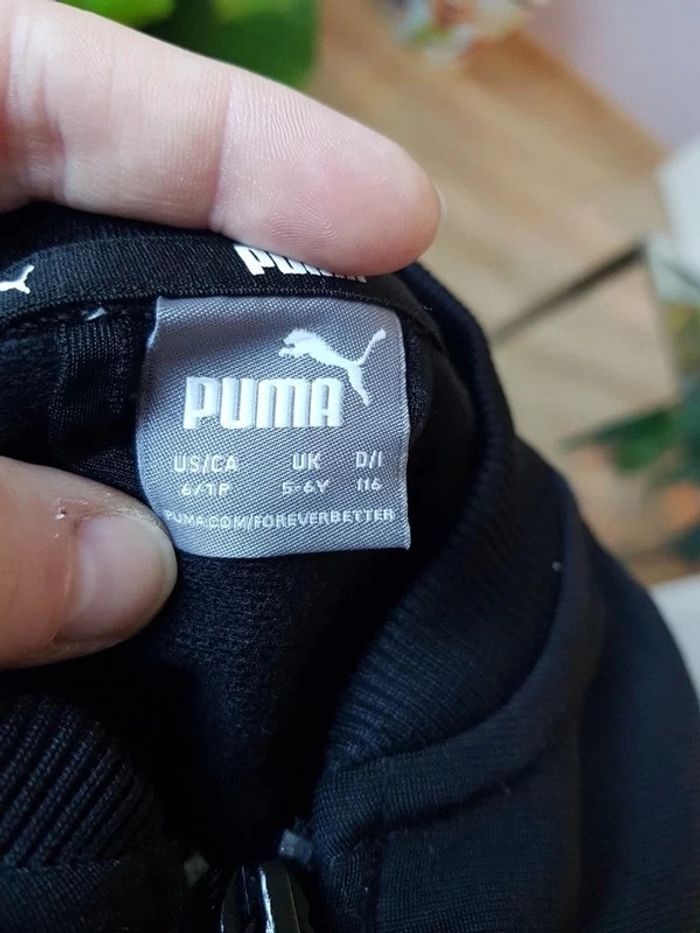 PUMA
PUMA
US/CA UK D/I
6/TP 5-6Y 116
PUMA.COM/FOREVERBETTER